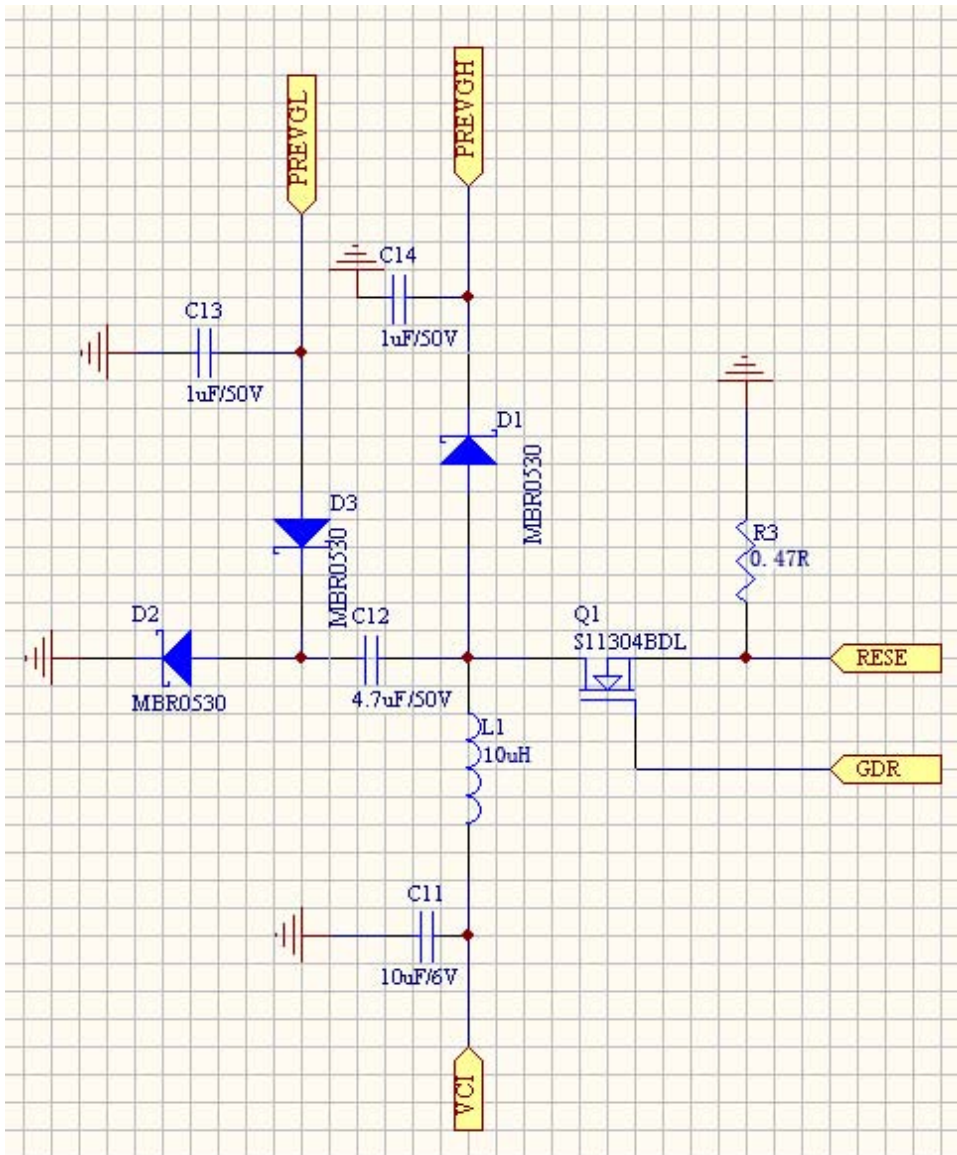 PREVGL
PREVGH
C14
1uF/50V
C13
1uF/50V
D1
MBR0530
D3
MBR0530
R3
0.47R
D2
MBR0530
C12
4.7uF/50V
Q1
S11304BDL
RESE
L1
10uH
GDR
C11
10uF/6V
VCI